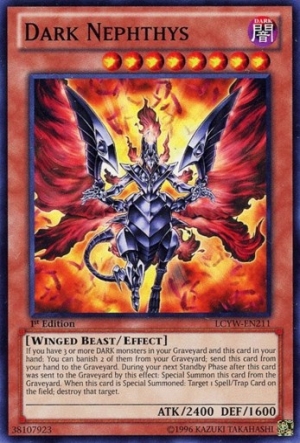 DARK NEPHTHYS
DARK
闇
LCYW-EN211
1st Edition
[WINGED BEAST/EFFECT]
If you have 3 or more DARK monsters in your Graveyard and this card in your
hand: You can banish 2 of them from your Graveyard; send this card from
your hand to the Graveyard. During your next Standby Phase after this card
was sent to the Graveyard by this effect: Special Summon this card from the
Graveyard. When this card is Special Summoned: Target 1 Spell/Trap Card on
the field; destroy that target.
ATK/2400 DEF/1600
38107923
©1996 KAZUKI TAKAHASHI